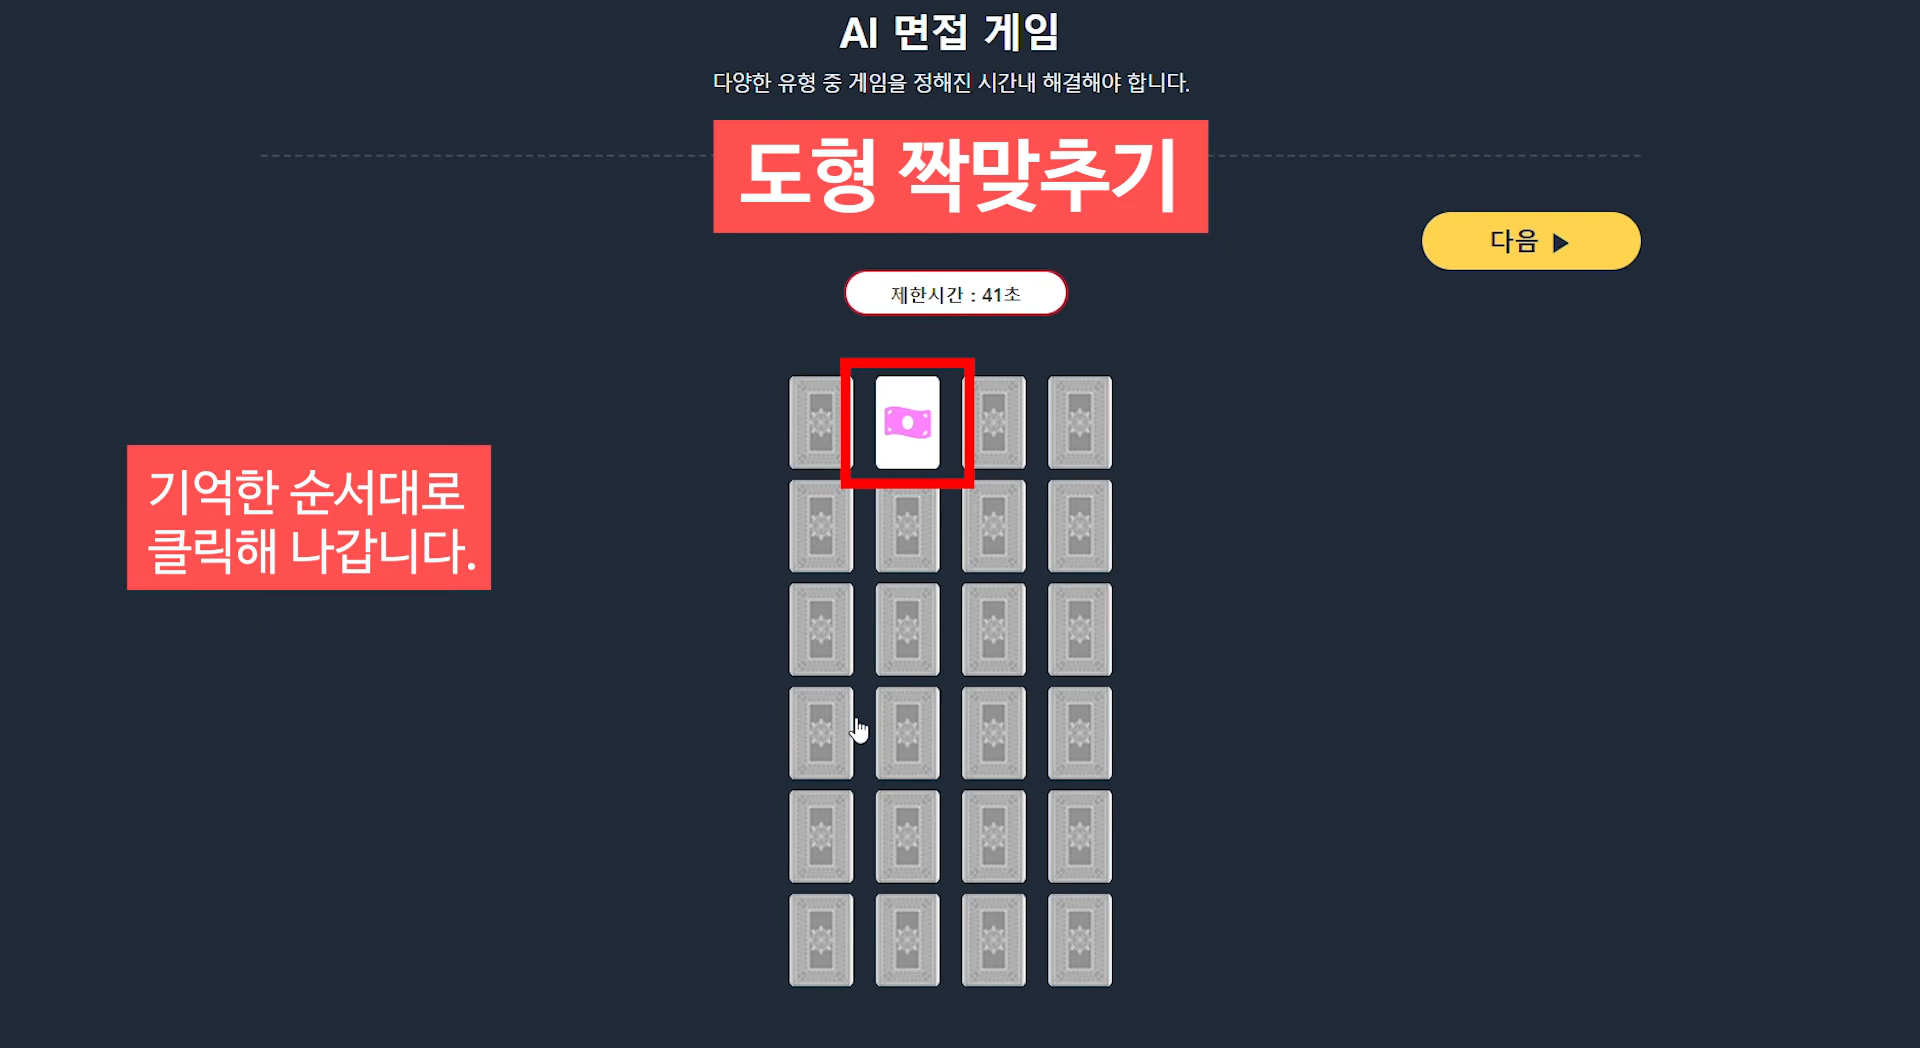 AI 면접 게임
다양한 유형 중 게임을 정해진 시간내 해결해야 합니다.
도형 짝맞추기
다음 ▶
제한시간 : 41초
기억한 순서대로
클릭해 나갑니다.